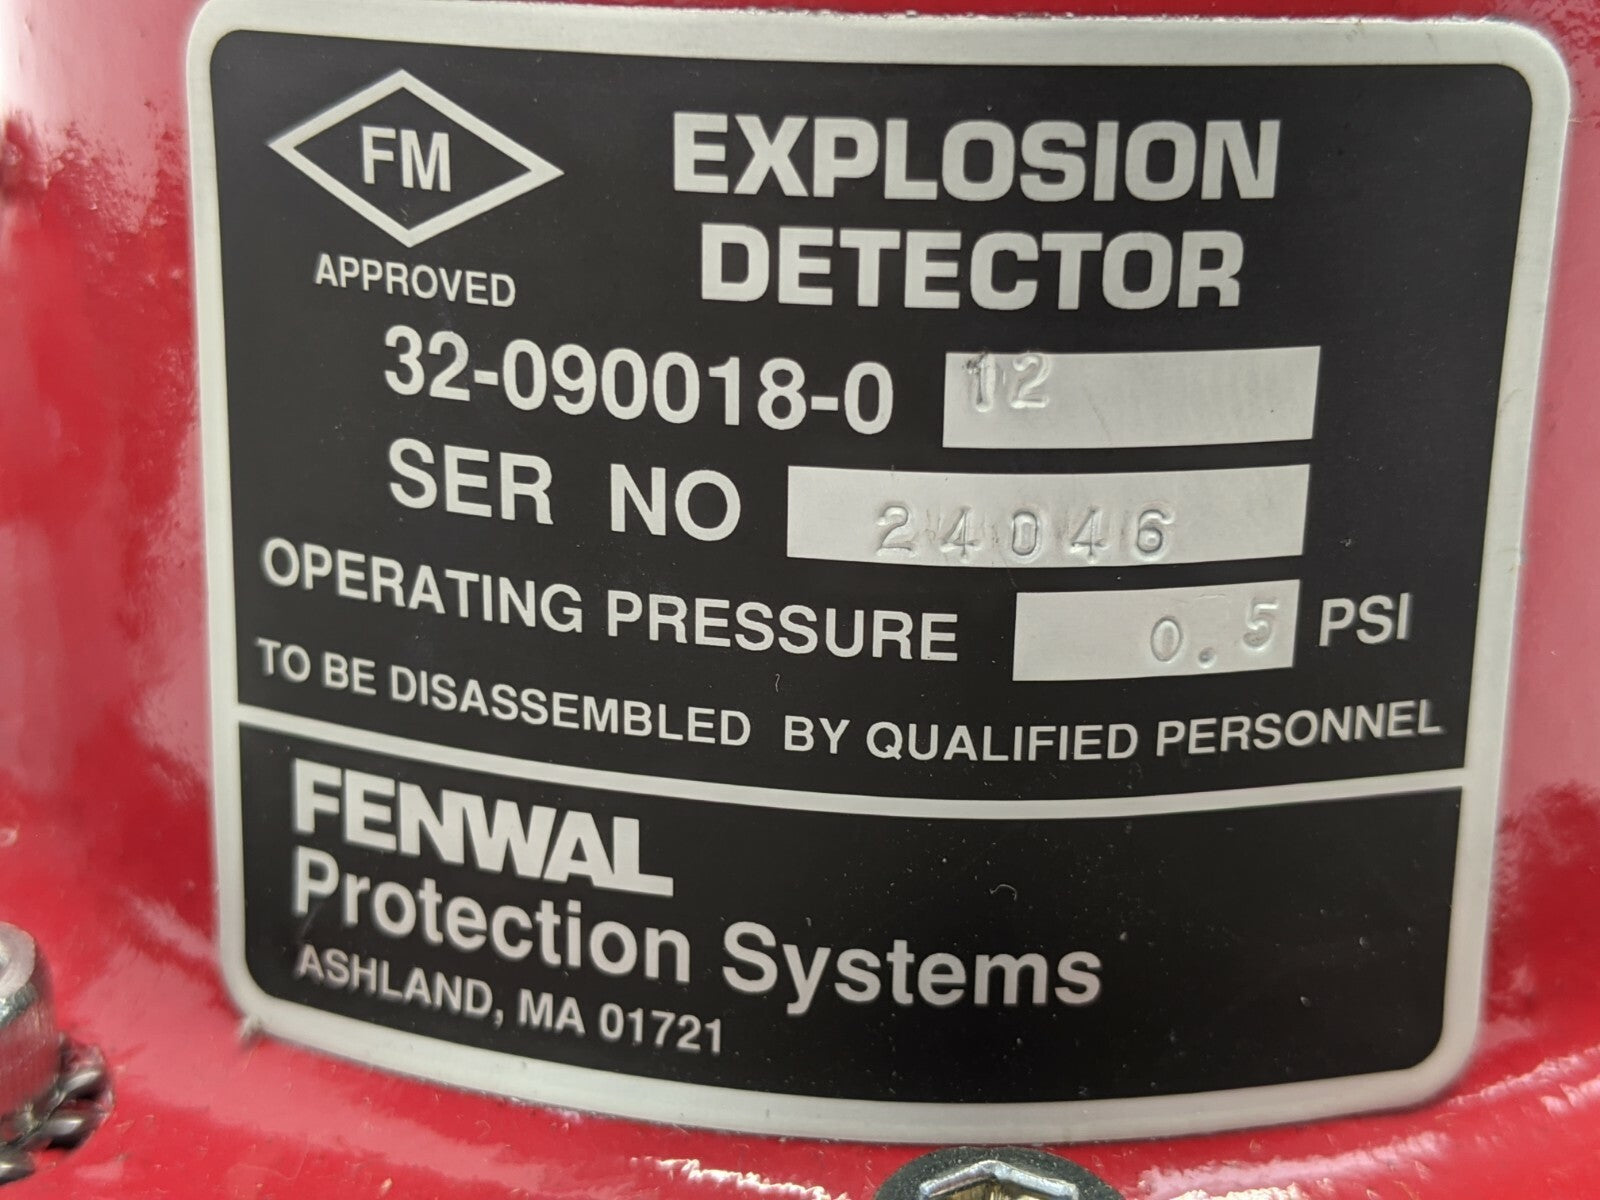 FM
APPROVED
EXPLOSION
DETECTOR
32-090018-0 12
SER NO 24046
OPERATING PRESSURE 0.5 PSI
TO BE DISASSEMBLED BY QUALIFIED PERSONNEL
FENWAL
Protection Systems
ASHLAND, MA 01721